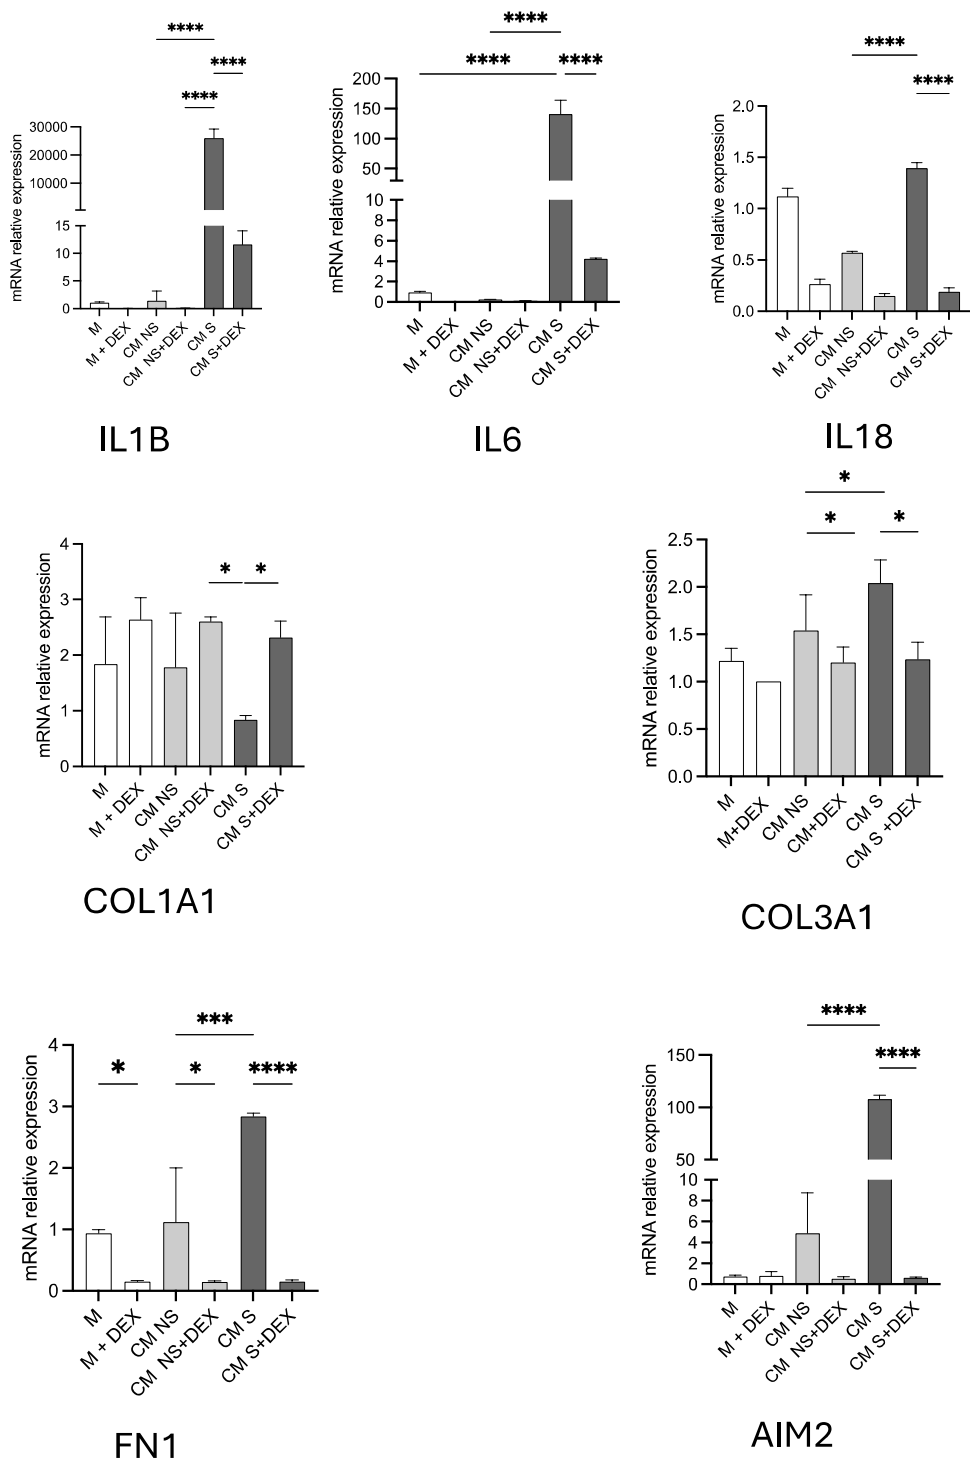 ****
****
****
mRNA relative expression
30000
20000
10000
15
10
5
0
M
M + DEX
CM NS
CM NS+DEX
CM S
CM S+DEX
IL1B
****
****
****
mRNA relative expression
200
150
100
50
10
8
6
4
2
0
M
M + DEX
CM NS
CM NS+DEX
CM S
CM S+DEX
IL6
****
****
mRNA relative expression
2.0
1.5
1.0
0.5
0.0
M
M + DEX
CM NS
CM NS+DEX
CM S
CM S+DEX
IL18
*
*
mRNA relative expression
4
3
2
1
0
M
M + DEX
CM NS
CM NS+DEX
CM S
CM S+DEX
COL1A1
*
*
*
mRNA relative expression
2.5
2.0
1.5
1.0
0.5
0.0
M
M+DEX
CM NS
CM+DEX
CM S
CM S +DEX
COL3A1
***
*
*
****
mRNA relative expression
4
3
2
1
0
M
M + DEX
CM NS
CM NS+DEX
CM S
CM S+DEX
FN1
****
****
mRNA relative expression
150
100
50
10
8
6
4
2
0
M
M + DEX
CM NS
CM NS+DEX
CM S
CM S+DEX
AIM2